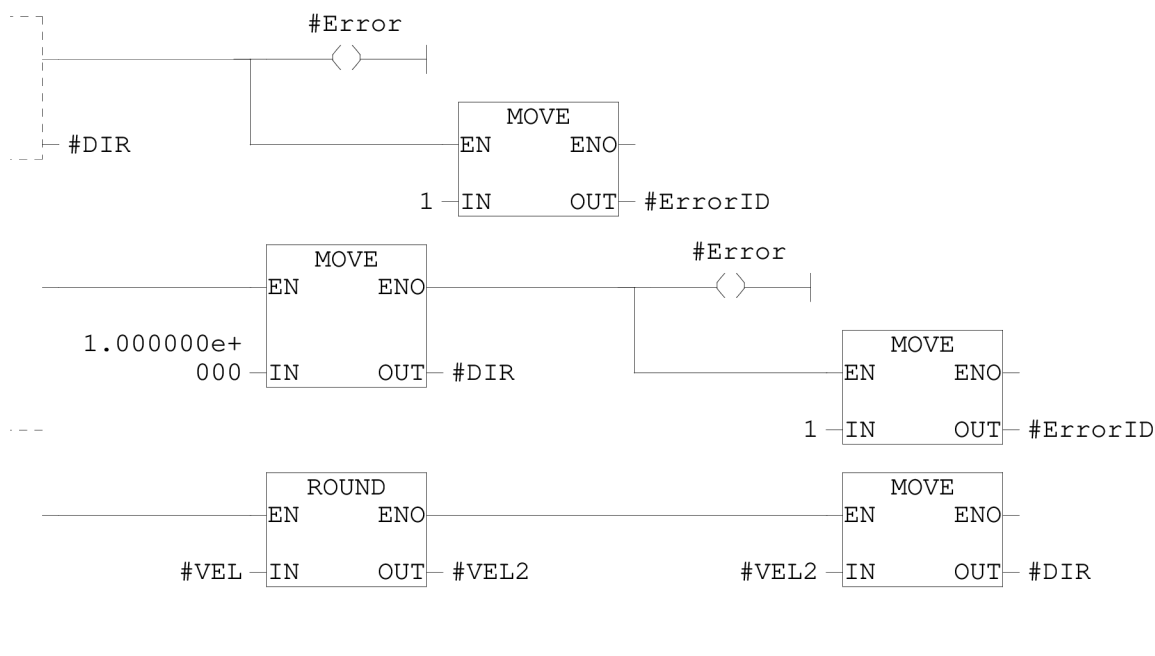 #Error
MOVE
#DIR
EN ENO
1 IN OUT #ErrorID
#Error
MOVE
EN ENO
1.000000e+
MOVE
000 IN OUT #DIR
EN ENO
1 IN OUT #ErrorID
ROUND MOVE
EN ENO EN ENO
#VEL IN OUT #VEL2 #VEL2 IN OUT #DIR